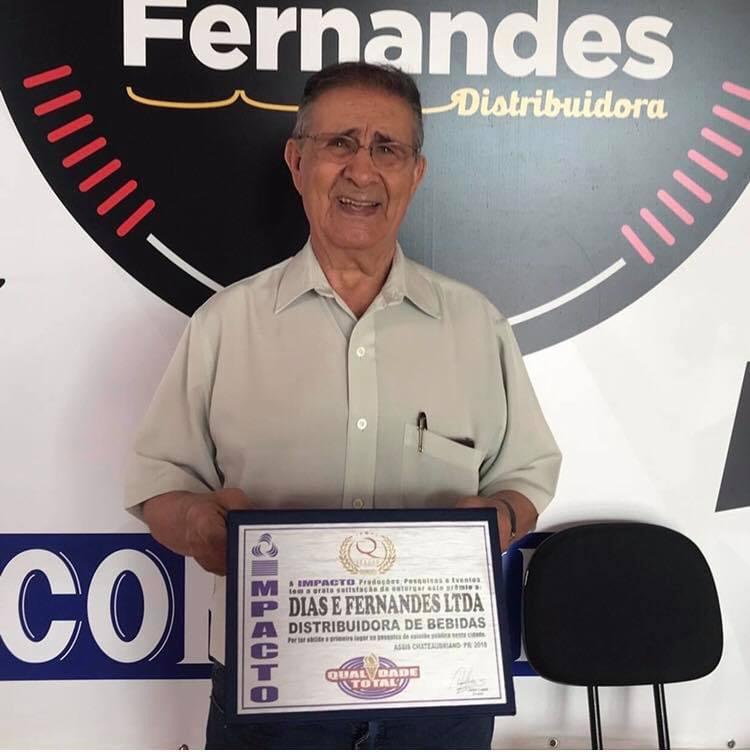 Fernandes
Distribuidora
IMPACTO
A IMPACTO Produções, Pesquisas e Eventos
tem a grata satisfação de outorgar este prêmio a:
DIAS E FERNANDES LTDA
DISTRIBUIDORA DE BEBIDAS
Por ter obtido o primeiro lugar na pesquisa de opinião pública nesta cidade.
ASSIS CHATEAUBRIAND- PR/ 2018
QUALIDADE
TOTAL
CO